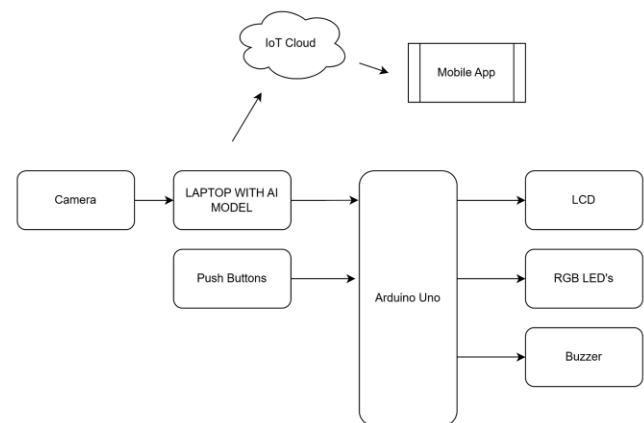 IoT Cloud
Mobile App
Camera
LAPTOP WITH AI
MODEL
LCD
Push Buttons
Arduino Uno
RGB LED's
Buzzer